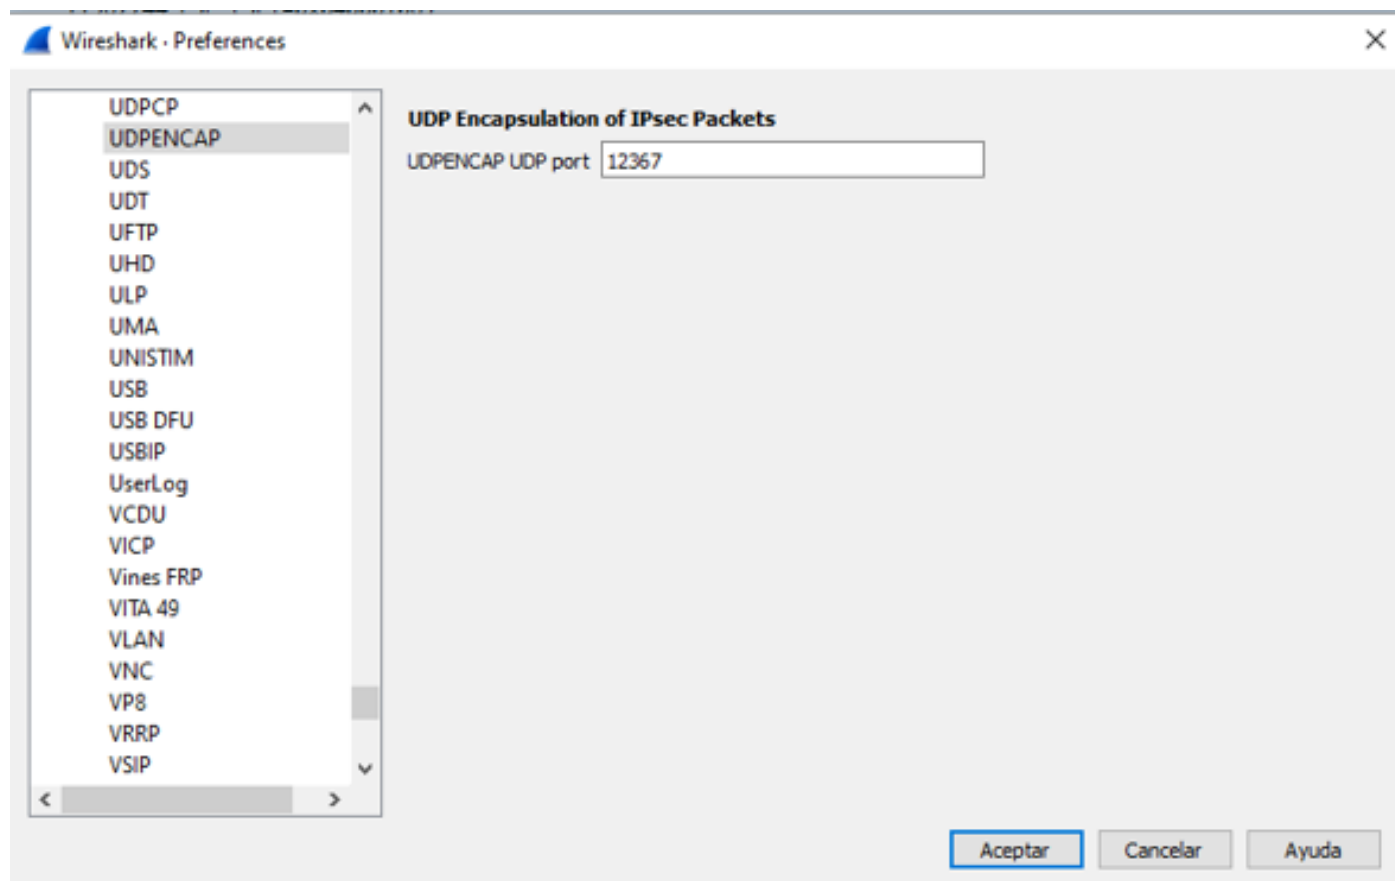 Wireshark · Preferences
UDPCP
UDPENCAP
UDS
UDT
UFTP
UHD
ULP
UMA
UNISTIM
USB
USB DFU
USBIP
UserLog
VCDU
VICP
Vines FRP
VITA 49
VLAN
VNC
VP8
VRRP
VSIP
UDP Encapsulation of IPsec Packets
UDPENCAP UDP port 12367
Aceptar Cancelar Ayuda